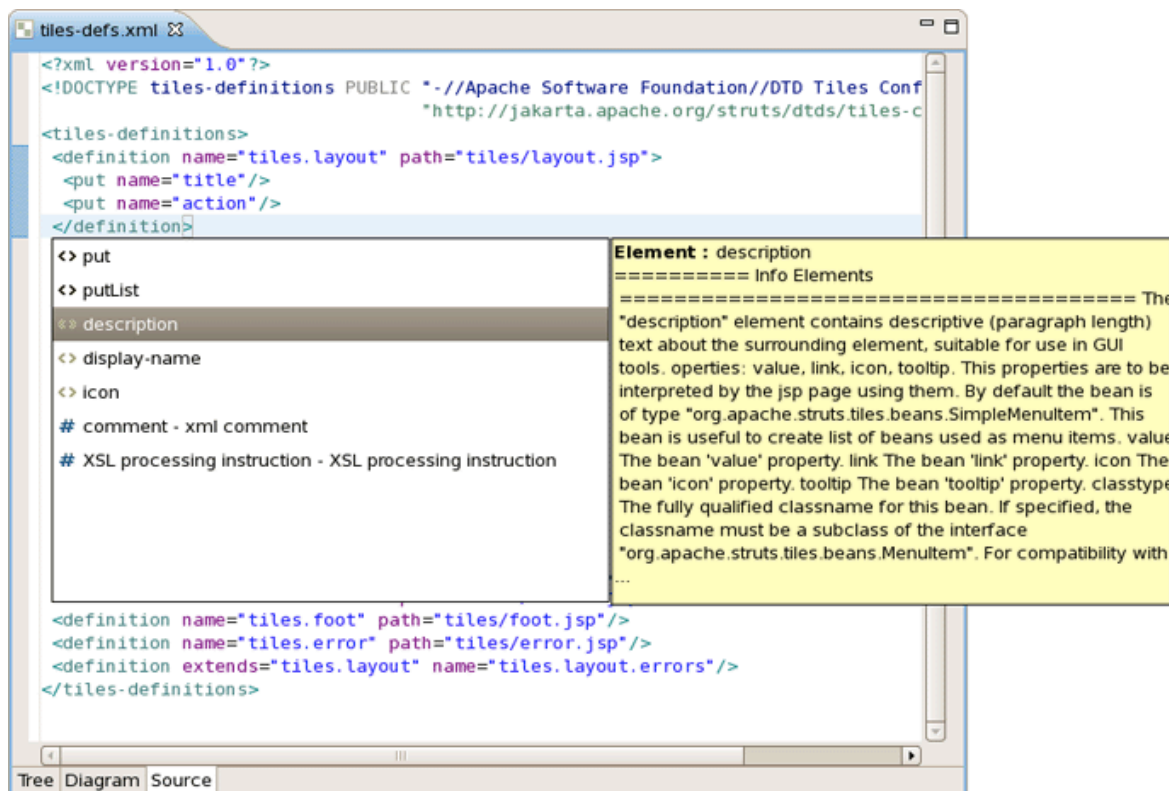 tiles-defs.xml
<?xml version="1.0"?>
<!DOCTYPE tiles-definitions PUBLIC "-//Apache Software Foundation//DTD Tiles Conf
"http://jakarta.apache.org/struts/dtds/tiles-c
<tiles-definitions>
<definition name="tiles.layout" path="tiles/layout.jsp">
<put name="title"/>
<put name="action"/>
</definition>
<> put
<> putList
<> description
<> display-name
<> icon
# comment - xml comment
# XSL processing instruction - XSL processing instruction
Element : description
========== Info Elements
====================================== The
"description" element contains descriptive (paragraph length)
text about the surrounding element, suitable for use in GUI
tools. operties: value, link, icon, tooltip. This properties are to be
interpreted by the jsp page using them. By default the bean is
of type "org.apache.struts.tiles.beans.SimpleMenuItem". This
bean is useful to create list of beans used as menu items. value
The bean 'value' property. link The bean 'link' property. icon The
bean 'icon' property. tooltip The bean 'tooltip' property. classtype
The fully qualified classname for this bean. If specified, the
classname must be a subclass of the interface
"org.apache.struts.tiles.beans.MenuItem". For compatibility with
...
<definition name="tiles.foot" path="tiles/foot.jsp"/>
<definition name="tiles.error" path="tiles/error.jsp"/>
<definition extends="tiles.layout" name="tiles.layout.errors"/>
</tiles-definitions>
Tree Diagram Source